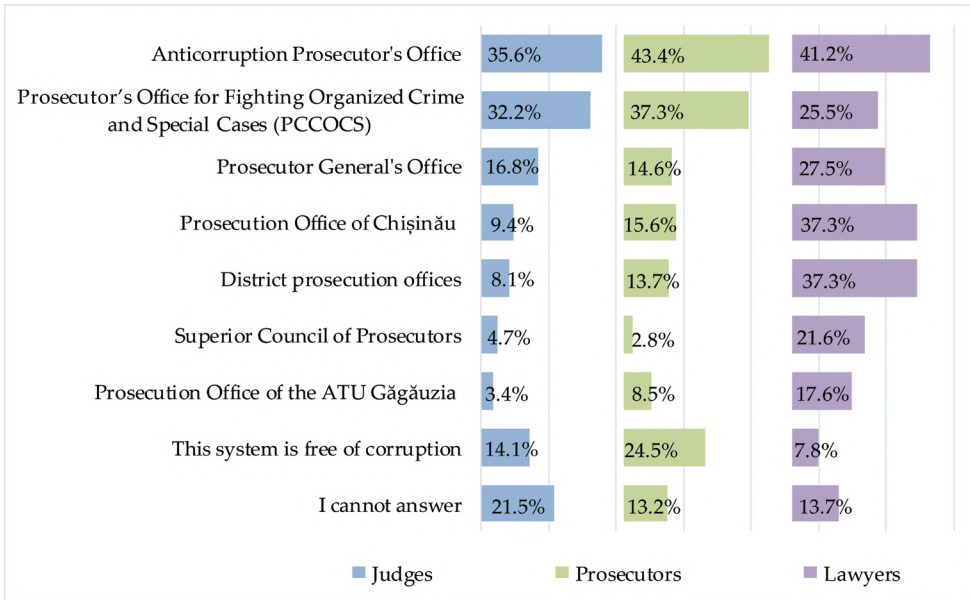 Anticorruption Prosecutor's Office 35.6% 43.4% 41.2%
Prosecutor’s Office for Fighting Organized Crime
and Special Cases (PCCOCS) 32.2% 37.3% 25.5%
Prosecutor General's Office 16.8% 14.6% 27.5%
Prosecution Office of Chișinău 9.4% 15.6% 37.3%
District prosecution offices 8.1% 13.7% 37.3%
Superior Council of Prosecutors 4.7% 2.8% 21.6%
Prosecution Office of the ATU Găgăuzia 3.4% 8.5% 17.6%
This system is free of corruption 14.1% 24.5% 7.8%
I cannot answer 21.5% 13.2% 13.7%
Judges Prosecutors Lawyers